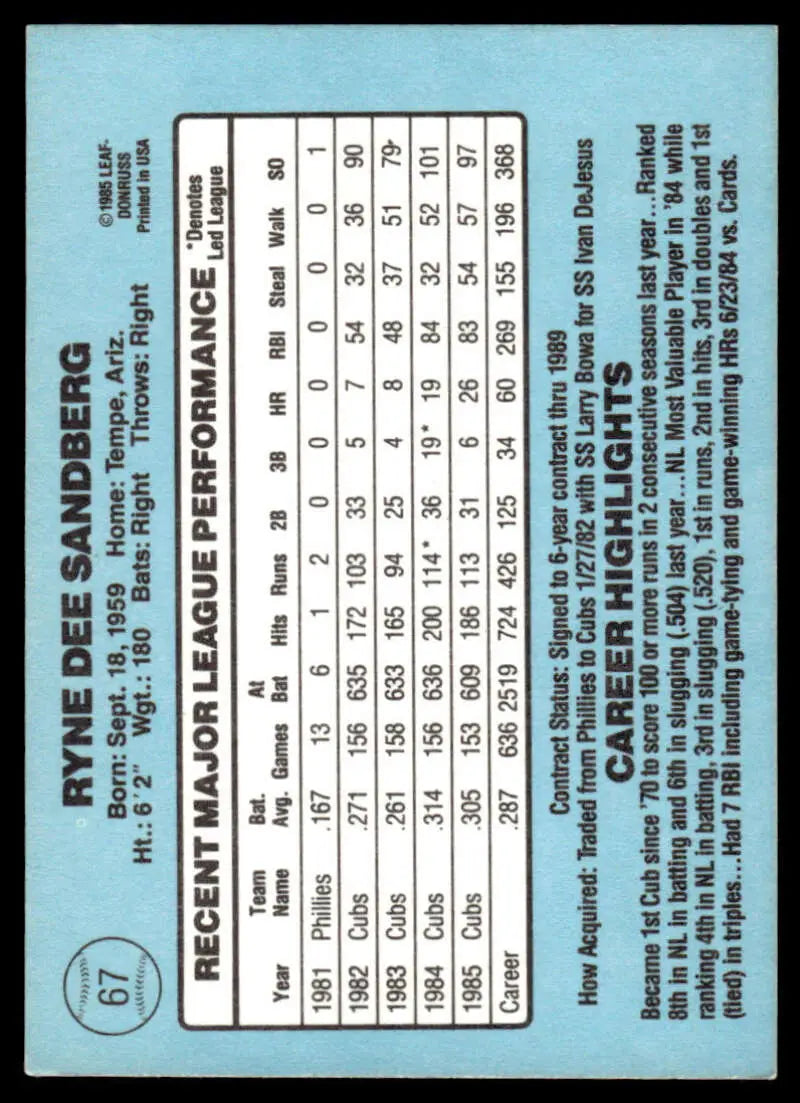 67
RYNE DEE SANDBERG
Born: Sept. 18, 1959 Home: Tempe, Ariz.
Ht.: 6'2" Wgt.: 180 Bats: Right Throws: Right
©1985 LEAF-
DONRUSS
Printed in USA
RECENT MAJOR LEAGUE PERFORMANCE
*Denotes
Led League
Team Bat. At
Year Name Avg. Games Bat Hits Runs 2B 3B HR RBI Steal Walk SO
1981 Phillies .167 13 6 1 2 0 0 0 0 0 0 1
1982 Cubs .271 156 635 172 103 33 5 7 54 32 36 90
1983 Cubs .261 158 633 165 94 25 4 8 48 37 51 79
1984 Cubs .314 156 636 200 114* 36 19* 19 84 32 52 101
1985 Cubs .305 153 609 186 113 31 6 26 83 54 57 97
Career .287 636 2519 724 426 125 34 60 269 155 196 368
Contract Status: Signed to 6-year contract thru 1989
How Acquired: Traded from Phillies to Cubs 1/27/82 with SS Larry Bowa for SS Ivan DeJesus
CAREER HIGHLIGHTS
Became 1st Cub since '70 to score 100 or more runs in 2 consecutive seasons last year...Ranked
8th in NL in batting and 6th in slugging (.504) last year...NL Most Valuable Player in '84 while
ranking 4th in NL in batting, 3rd in slugging (.520), 1st in runs, 2nd in hits, 3rd in doubles and 1st
(tied) in triples...Had 7 RBI including game-tying and game-winning HRs 6/23/84 vs. Cards.